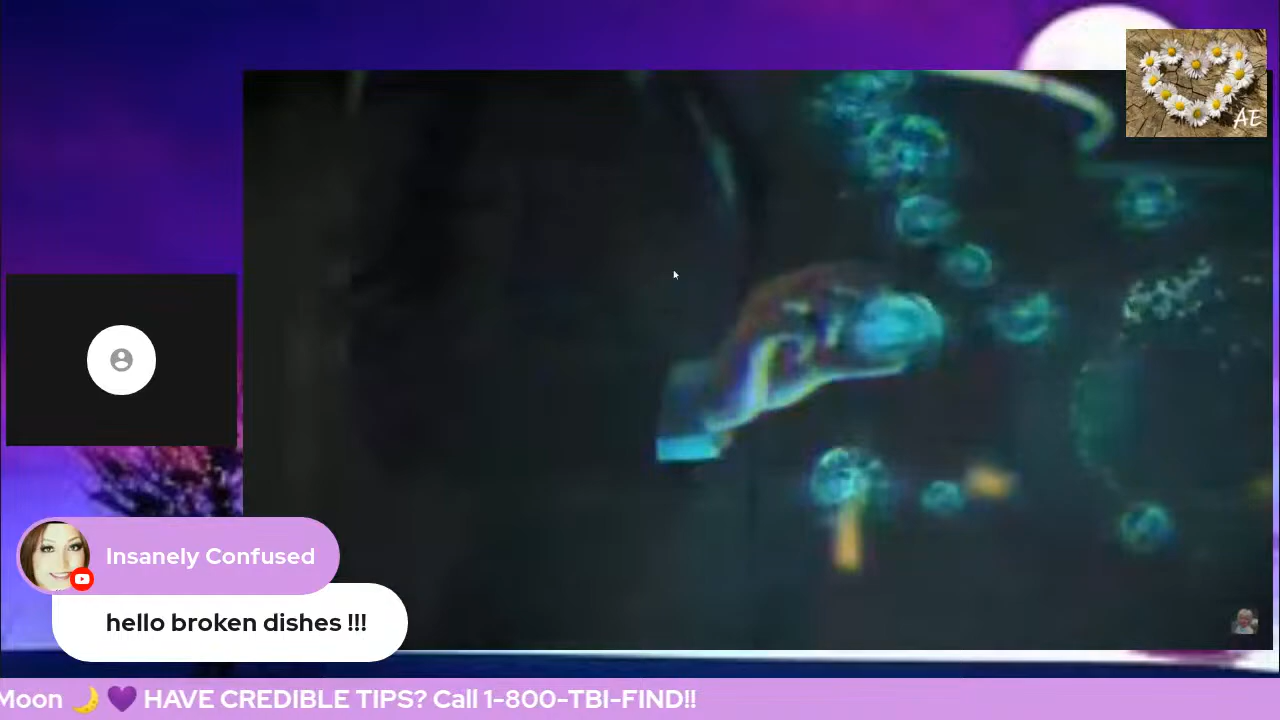 AE
Insanely Confused
hello broken dishes !!!
Moon 🌙 💜 HAVE CREDIBLE TIPS? Call 1-800-TBI-FIND!!